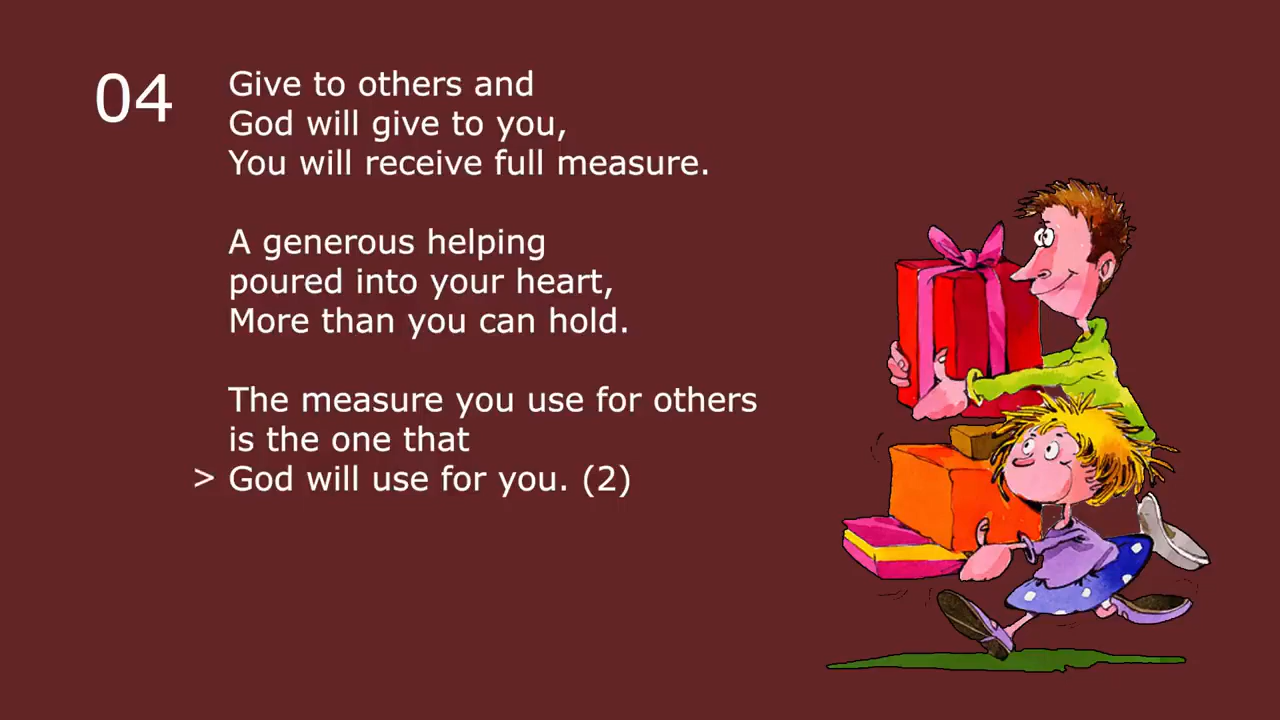 04
Give to others and
God will give to you,
You will receive full measure.
A generous helping
poured into your heart,
More than you can hold.
The measure you use for others
is the one that
> God will use for you. (2)